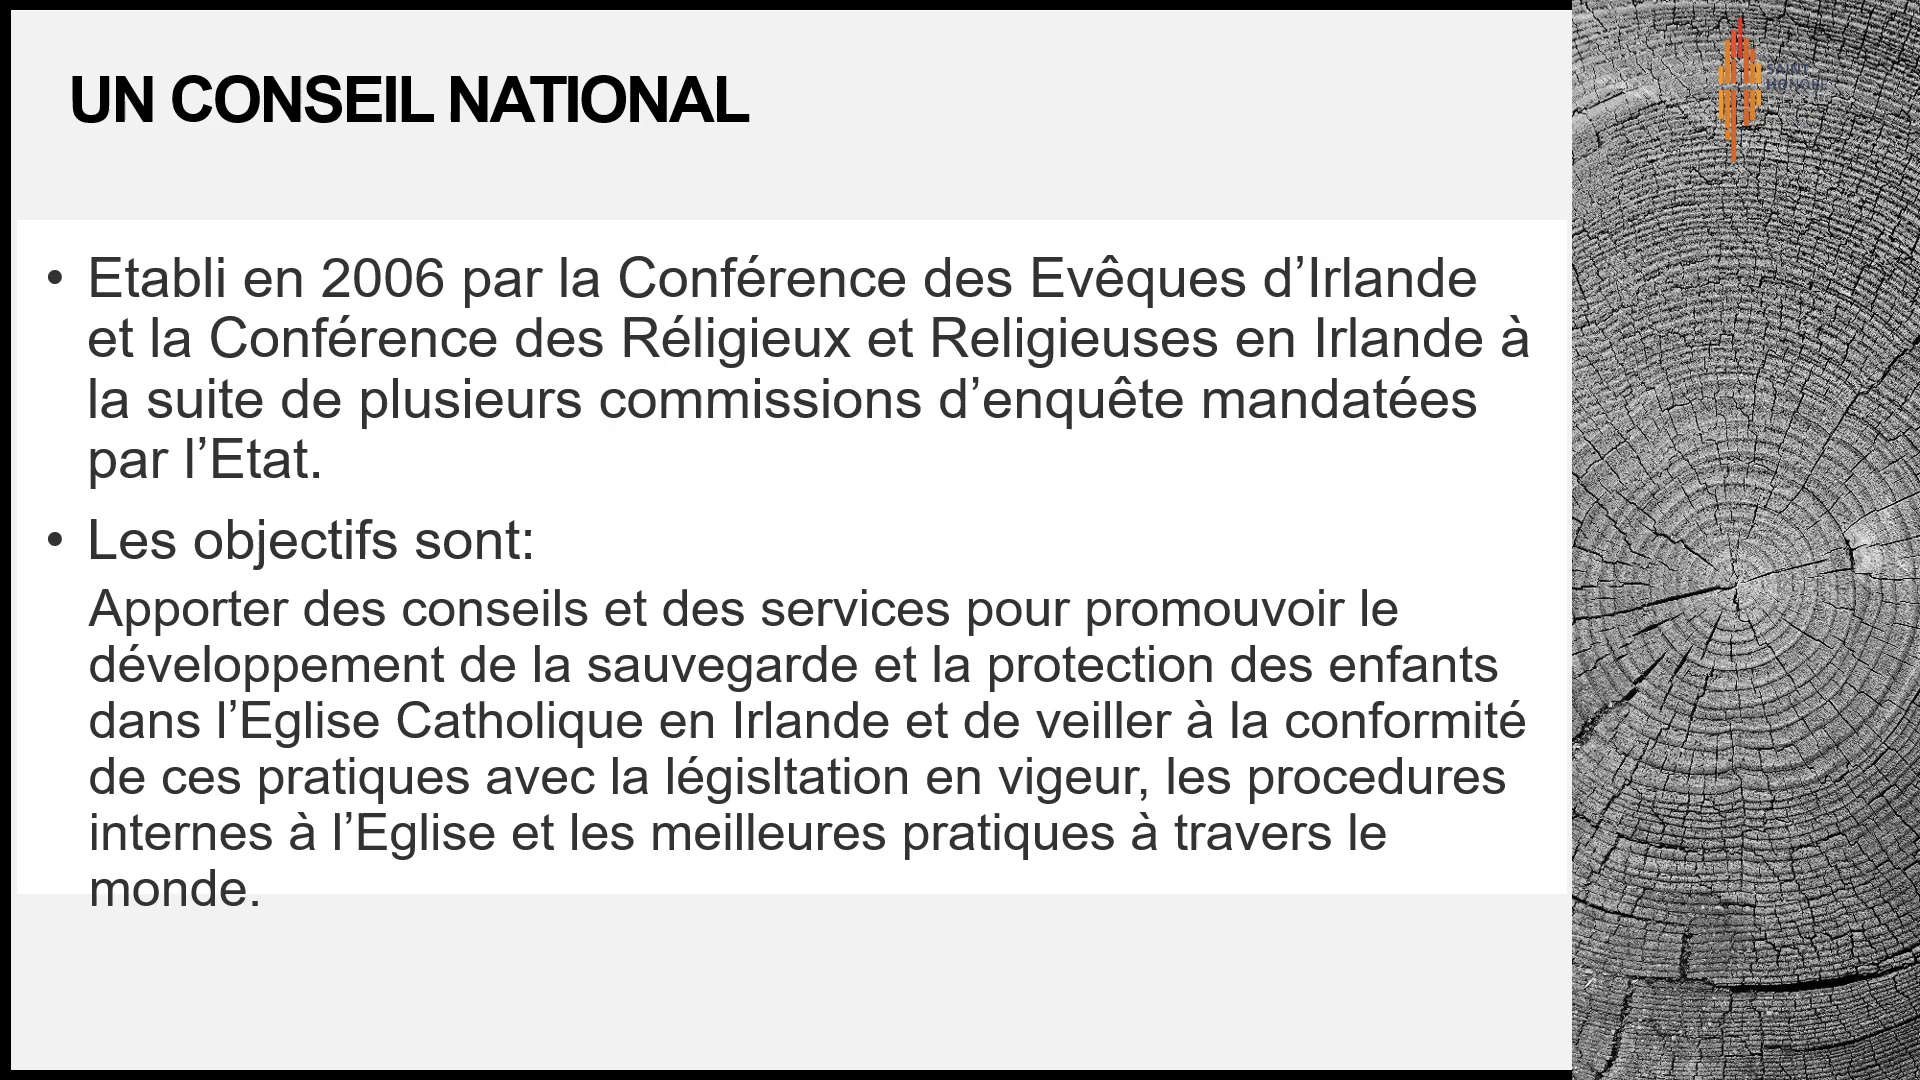 UN CONSEIL NATIONAL
SAINT
HONORÉ
• Etabli en 2006 par la Conférence des Evêques d’Irlande
et la Conférence des Réligieux et Religieuses en Irlande à
la suite de plusieurs commissions d’enquête mandatées
par l’Etat.
• Les objectifs sont:
Apporter des conseils et des services pour promouvoir le
développement de la sauvegarde et la protection des enfants
dans l’Eglise Catholique en Irlande et de veiller à la conformité
de ces pratiques avec la législtation en vigeur, les procedures
internes à l’Eglise et les meilleures pratiques à travers le
monde.